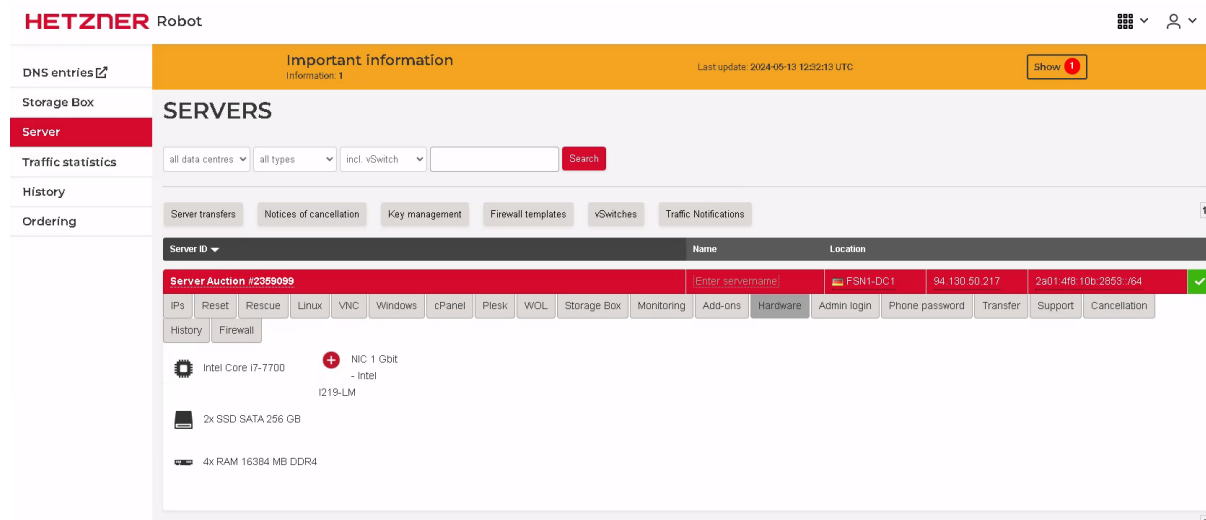 HETZNER Robot
DNS entries
Storage Box
Server
Traffic statistics
History
Ordering
Important information
Information: 1
Last update: 2024-05-13 12:32:13 UTC
Show 1
SERVERS
all data centres all types incl. vSwitch Search
Server transfers Notices of cancellation Key management Firewall templates vSwitches Traffic Notifications
Server ID Name Location
Server Auction #2359099 [Enter servername] FSN1-DC1 94.130.50.217 2a01:4f8:10b:2853::/64
IPs Reset Rescue Linux VNC Windows cPanel Plesk WOL Storage Box Monitoring Add-ons Hardware Admin login Phone password Transfer Support Cancellation
History Firewall
Intel Core i7-7700
NIC 1 Gbit
- Intel
I219-LM
2x SSD SATA 256 GB
4x RAM 16384 MB DDR4